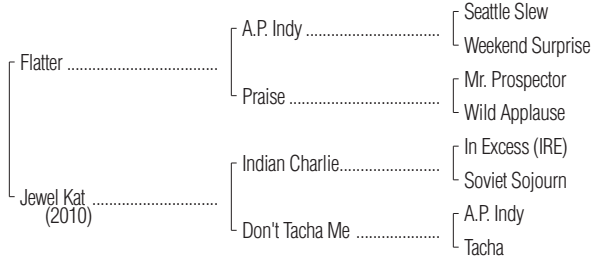 Seattle Slew
A.P. Indy ..............................
Weekend Surprise
Flatter ..................................
Mr. Prospector
Praise ..................................
Wild Applause
In Excess (IRE)
Indian Charlie......................
Soviet Sojourn
Jewel Kat ............................
(2010)
A.P. Indy
Don't Tacha Me ...................
Tacha